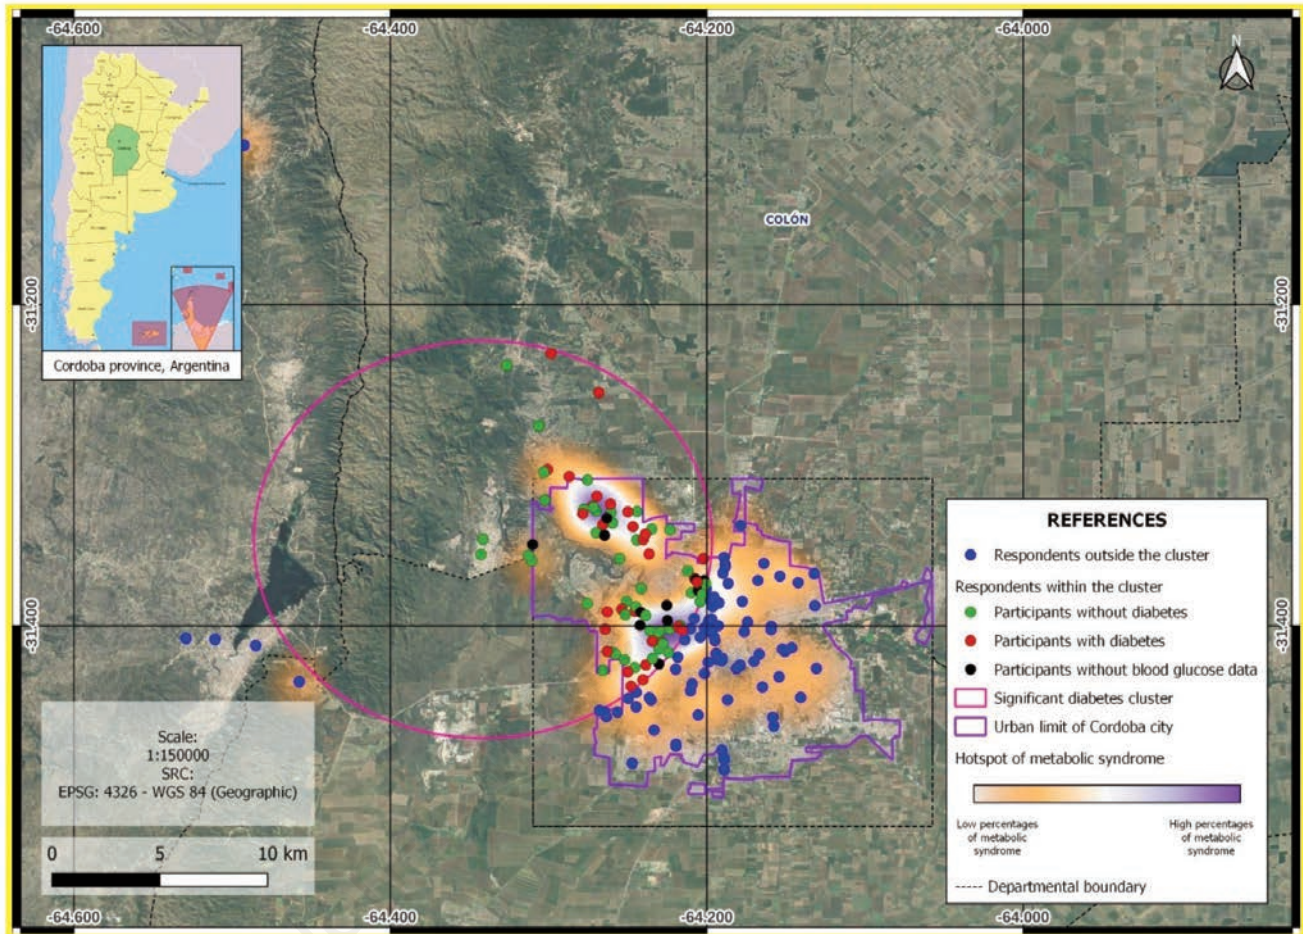 -64.600
-64.400
-64.200
-64.000
N
Cordoba province, Argentina
COLÓN
-31.200
-31.200
-31.400
-31.400
REFERENCES
Respondents outside the cluster
Respondents within the cluster
Participants without diabetes
Participants with diabetes
Participants without blood glucose data
Significant diabetes cluster
Urban limit of Cordoba city
Hotspot of metabolic syndrome
Low percentages
of metabolic
syndrome
High percentages
of metabolic
syndrome
Departmental boundary
Scale:
1:150000
SRC:
EPSG: 4326 - WGS 84 (Geographic)
0 5 10 km
-64.600
-64.400
-64.200
-64.000